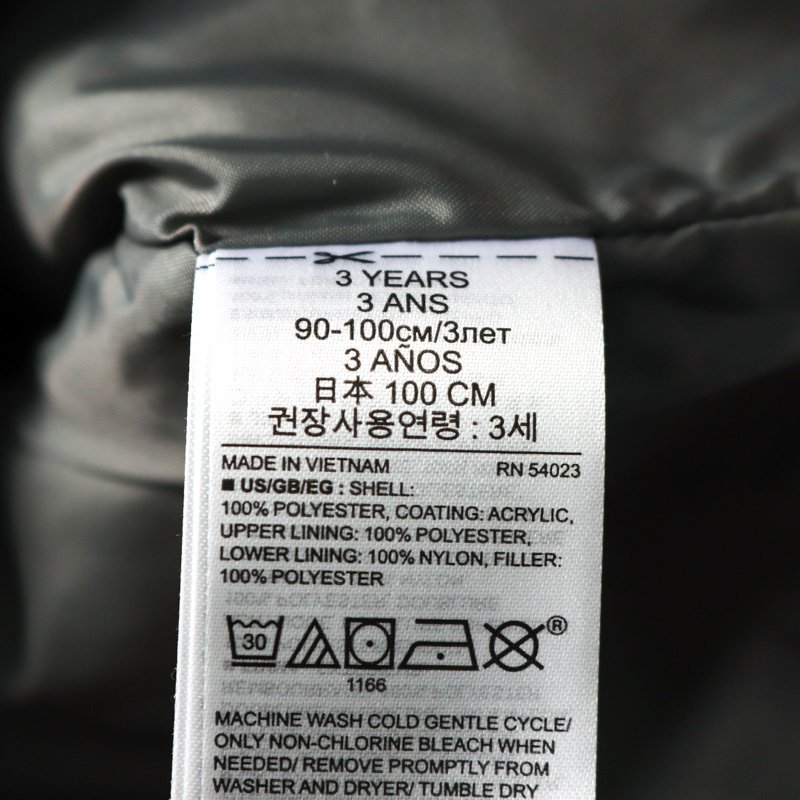 3 YEARS
3 ANS
90-100см/3лет
3 AÑOS
日本 100 CM
권장사용연령 : 3세
MADE IN VIETNAM RN 54023
■ US/GB/EG : SHELL:
100% POLYESTER, COATING: ACRYLIC,
UPPER LINING: 100% POLYESTER,
LOWER LINING: 100% NYLON, FILLER:
100% POLYESTER
30 ®
1166
MACHINE WASH COLD GENTLE CYCLE/
ONLY NON-CHLORINE BLEACH WHEN
NEEDED/ REMOVE PROMPTLY FROM
WASHER AND DRYER/ TUMBLE DRY